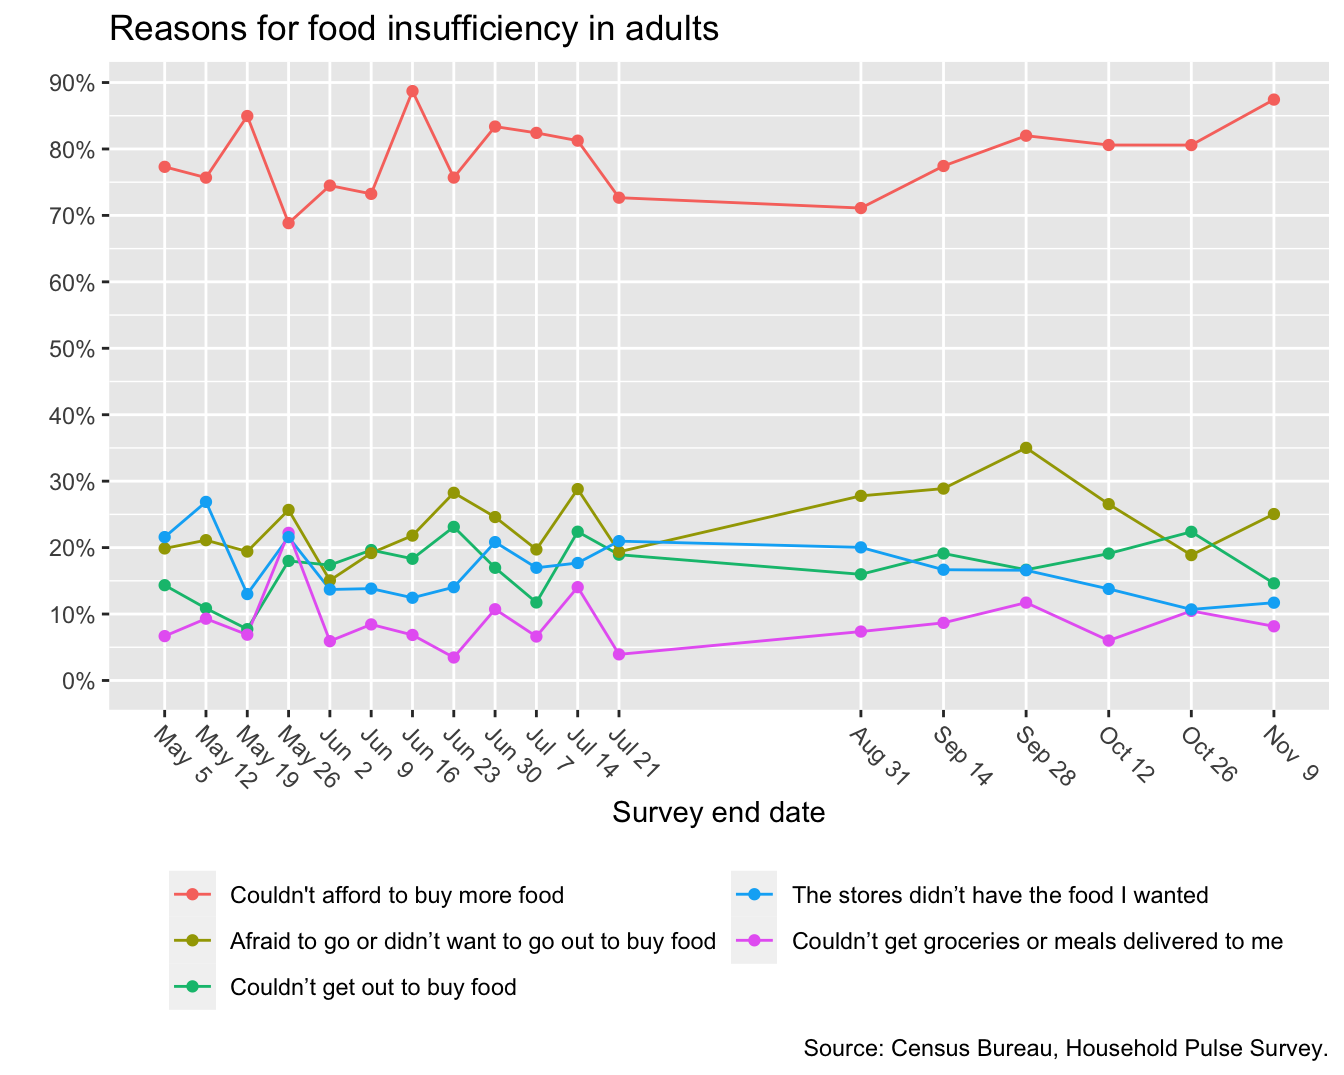 Reasons for food insufficiency in adults
90%
80%
70%
60%
50%
40%
30%
20%
10%
0%
May 5
May 12
May 19
May 26
Jun 2
Jun 9
Jun 16
Jun 23
Jun 30
Jul 7
Jul 14
Jul 21
Aug 31
Sep 14
Sep 28
Oct 12
Oct 26
Nov 9
Survey end date
Couldn't afford to buy more food
Afraid to go or didn’t want to go out to buy food
Couldn’t get out to buy food
The stores didn’t have the food I wanted
Couldn’t get groceries or meals delivered to me
Source: Census Bureau, Household Pulse Survey.